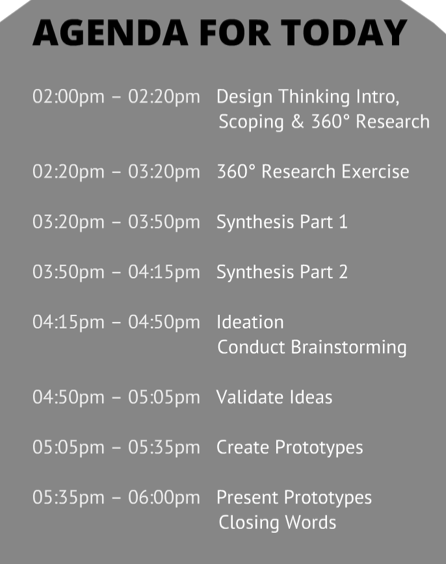 AGENDA FOR TODAY
02:00pm – 02:20pm Design Thinking Intro,
Scoping & 360° Research
02:20pm – 03:20pm 360° Research Exercise
03:20pm – 03:50pm Synthesis Part 1
03:50pm – 04:15pm Synthesis Part 2
04:15pm – 04:50pm Ideation
Conduct Brainstorming
04:50pm – 05:05pm Validate Ideas
05:05pm – 05:35pm Create Prototypes
05:35pm – 06:00pm Present Prototypes
Closing Words